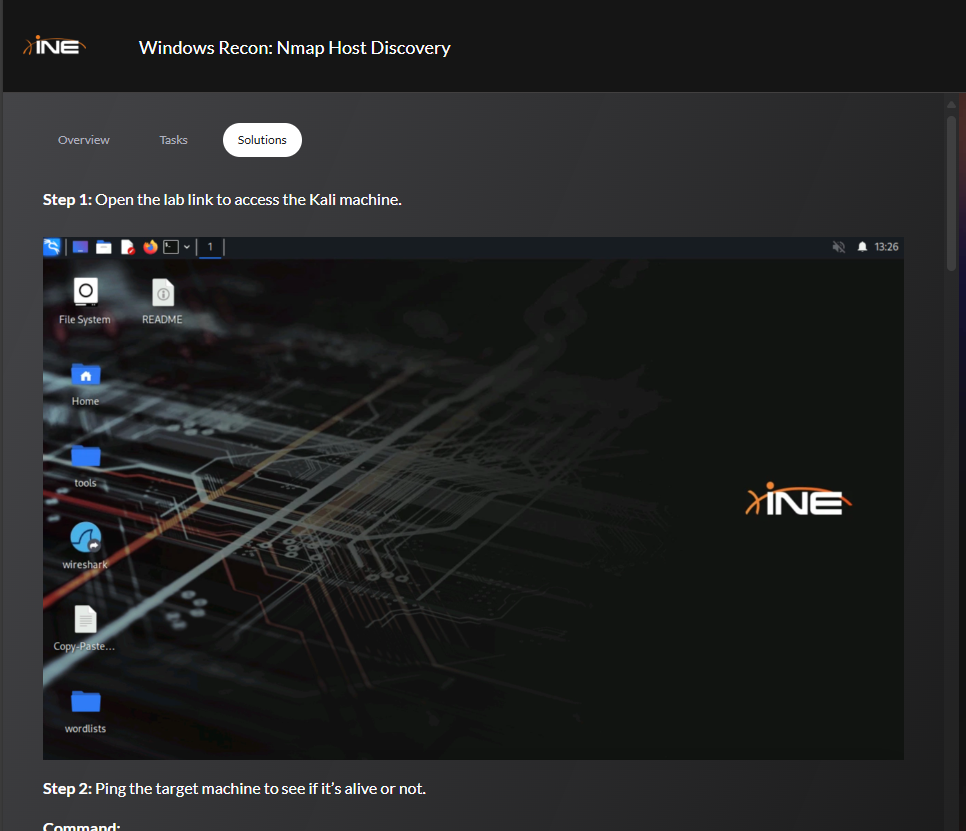 INE
Windows Recon: Nmap Host Discovery
Overview
Tasks
Solutions
Step 1: Open the lab link to access the Kali machine.
1
13:26
File System
README
Home
tools
INE
wireshark
Copy-Paste...
wordlists
Step 2: Ping the target machine to see if it's alive or not.
Command: